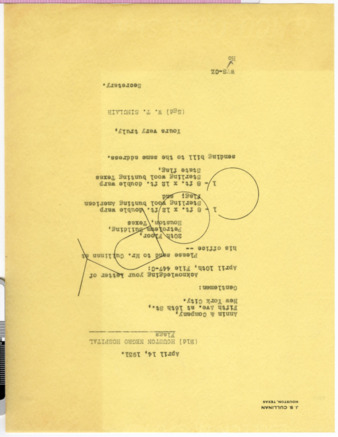 J. S. CULLINAN
HOUSTON, TEXAS
April 14, 1931.
(Hld) HOUSTON NEGRO HOSPITAL
Flags
Annin & Company,
Fifth Ave. at 16th St.,
New York City.
Gentlemen:
Acknowledging your letter of
April 10th, File 447-01
Please send to Mr. Cullinan at
his office --
20th Floor,
Petroleum Building,
Houston, Texas
1 - 8 ft. x 12 ft. double warp
Sterling wool bunting American
Flag; and
1 - 8 ft. x 12 ft. double warp
Sterling wool bunting Texas
State flag,
sending bill to the same address.
Yours very truly,
(Sgd) W. T. SINCLAIR
Secretary.